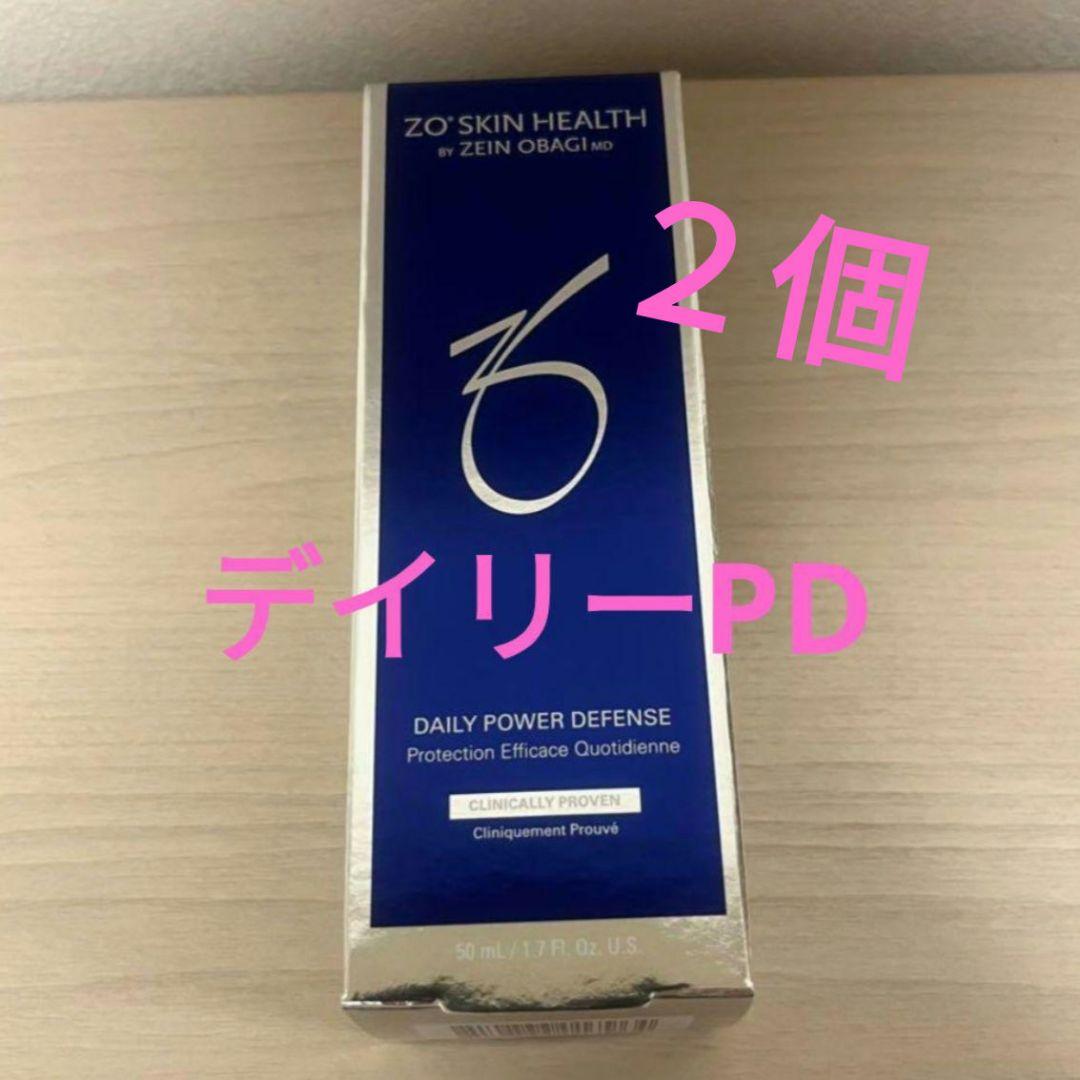 ZO® SKIN HEALTH
BY ZEIN OBAGI MD
2個
デイリーPD
DAILY POWER DEFENSE
Protection Efficace Quotidienne
CLINICALLY PROVEN
Cliniquement Prouvé
50 mL / 1.7 Fl. Oz. U.S.